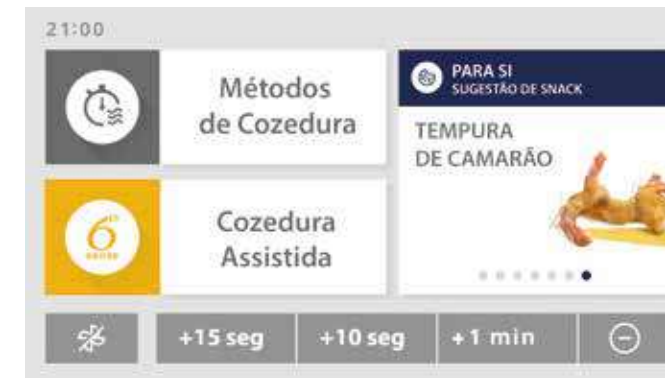 21:00
Métodos
de Cozedura
PARA SI
SUGESTÃO DE SNACK
TEMPURA
DE CAMARÃO
6
Cozedura
Assistida
+15 seg
+10 seg
+1 min